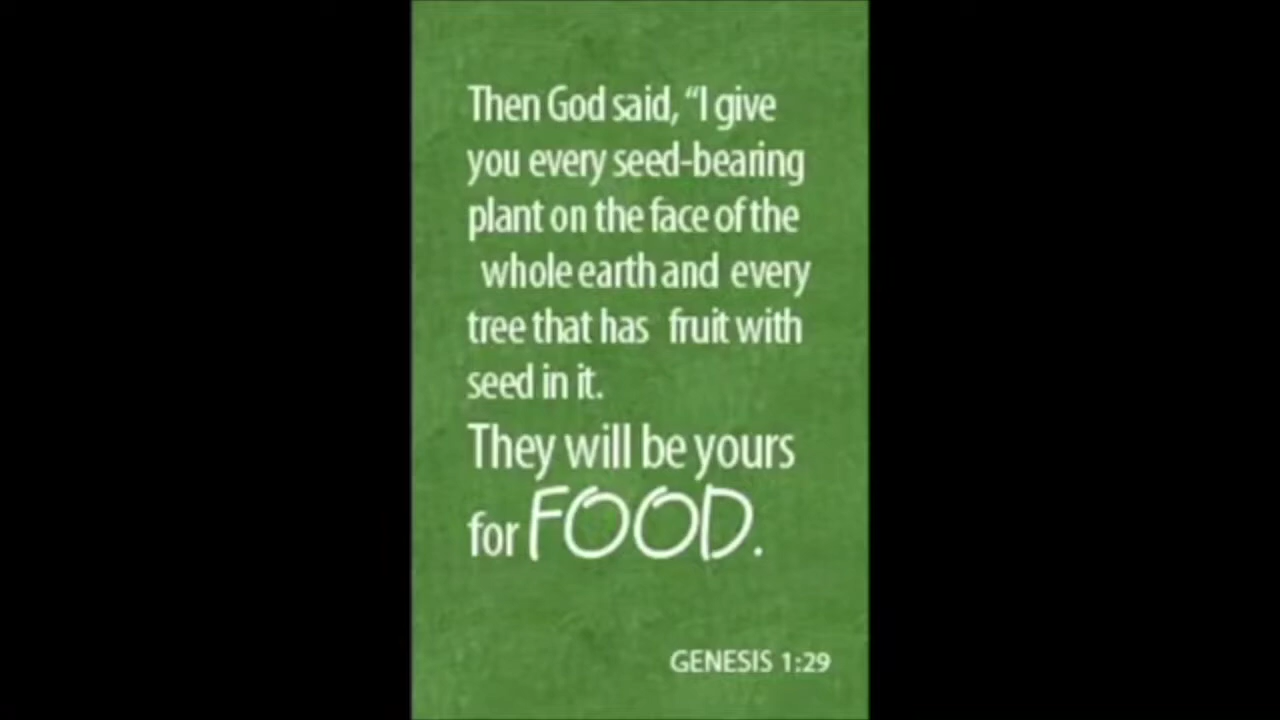 Then God said, “I give
you every seed-bearing
plant on the face of the
whole earth and every
tree that has fruit with
seed in it.
They will be yours
for FOOD.
GENESIS 1:29